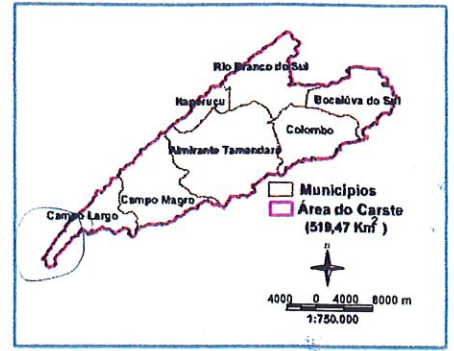 Rio Branco do Sul
Itaperuçu
Bocaiúva do Sul
Colombo
Almirante Tamandaré
Campo Magro
Campo Largo
Municípios
Área do Carste
(519,47 Km²)
N
4000 0 4000 8000 m
1:750.000